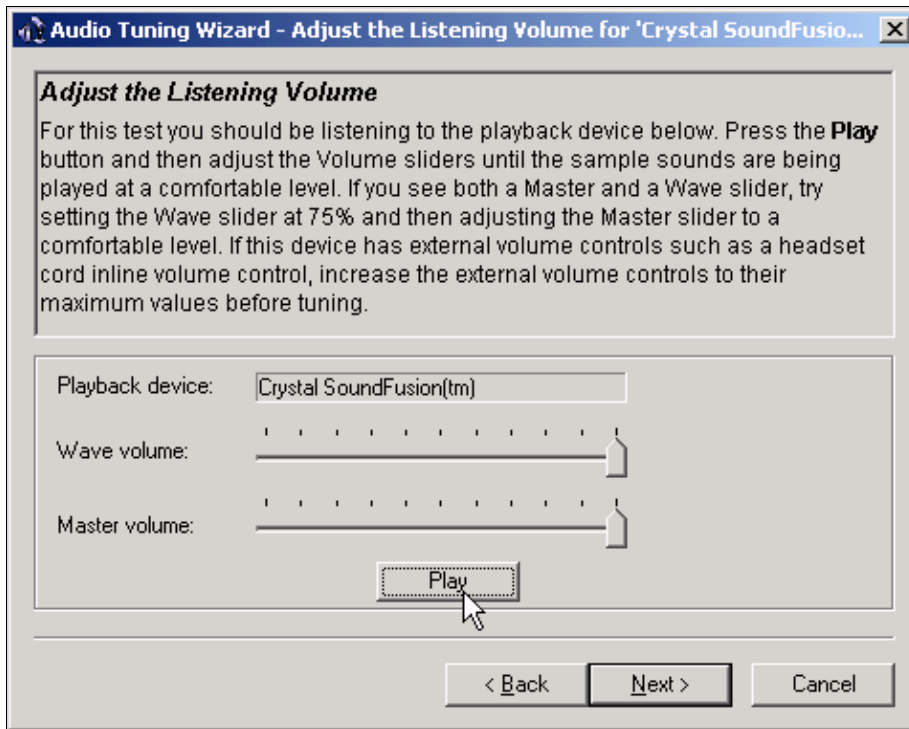 Audio Tuning Wizard - Adjust the Listening Volume for 'Crystal SoundFusio...
Adjust the Listening Volume
For this test you should be listening to the playback device below. Press the Play
button and then adjust the Volume sliders until the sample sounds are being
played at a comfortable level. If you see both a Master and a Wave slider, try
setting the Wave slider at 75% and then adjusting the Master slider to a
comfortable level. If this device has external volume controls such as a headset
cord inline volume control, increase the external volume controls to their
maximum values before tuning.
Playback device: Crystal SoundFusion(tm)
Wave volume:
Master volume:
Play
< Back Next > Cancel